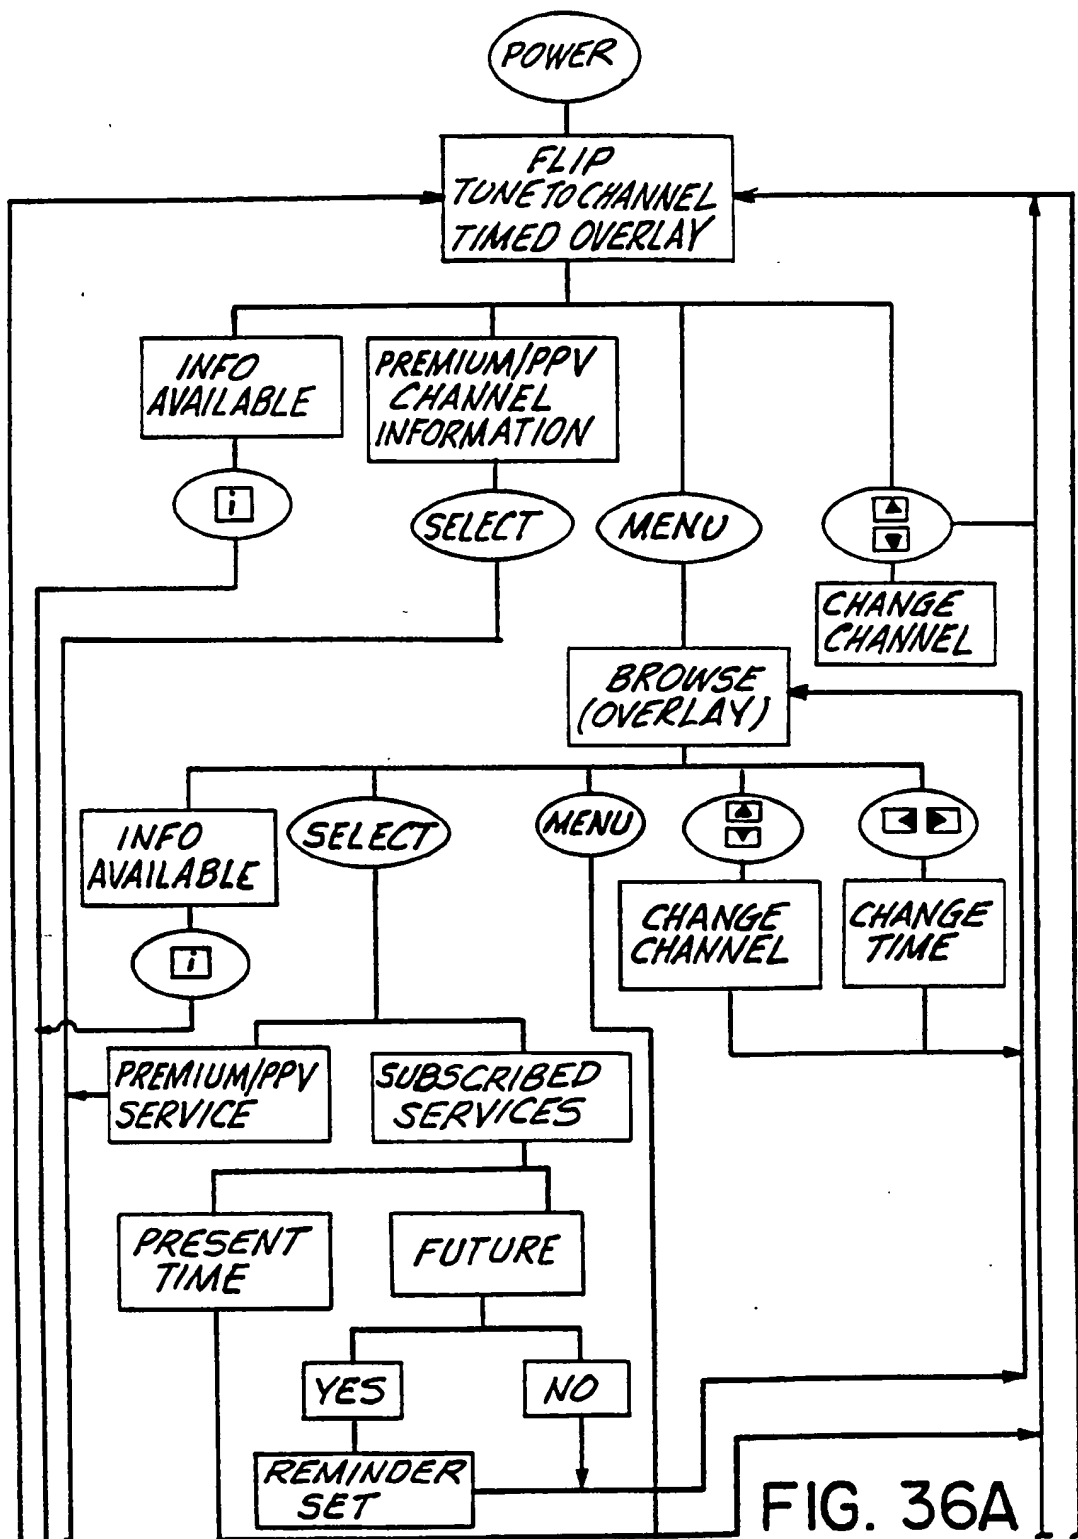 POWER
FLIP
TUNE TO CHANNEL
TIMED OVERLAY
INFO
AVAILABLE
PREMIUM/PPV
CHANNEL
INFORMATION
i
SELECT
MENU
CHANGE
CHANNEL
BROWSE
(OVERLAY)
INFO
AVAILABLE
SELECT
MENU
i
CHANGE
CHANNEL
CHANGE
TIME
PREMIUM/PPV
SERVICE
SUBSCRIBED
SERVICES
PRESENT
TIME
FUTURE
YES
NO
REMINDER
SET
FIG. 36A